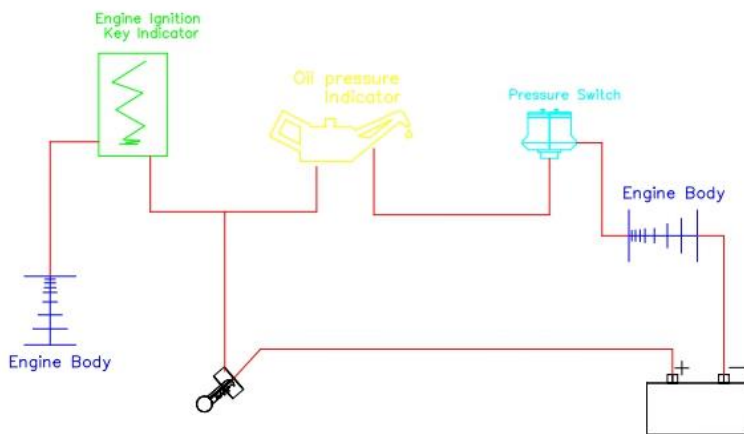 Engine Ignition
Key Indicator
Oil pressure
indicator
Pressure Switch
Engine Body
Engine Body
+ −